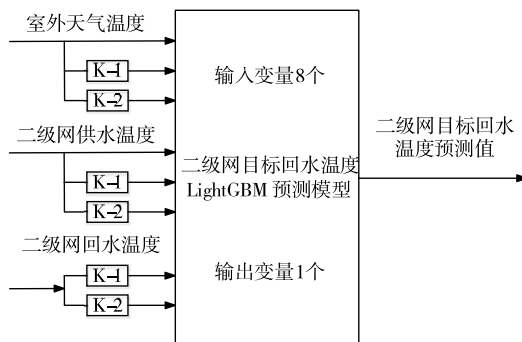 室外天气温度
K-1
K-2
二级网供水温度
K-1
K-2
二级网回水温度
K-1
K-2
输入变量8个
二级网目标回水温度
LightGBM 预测模型
输出变量1个
二级网目标回水
温度预测值